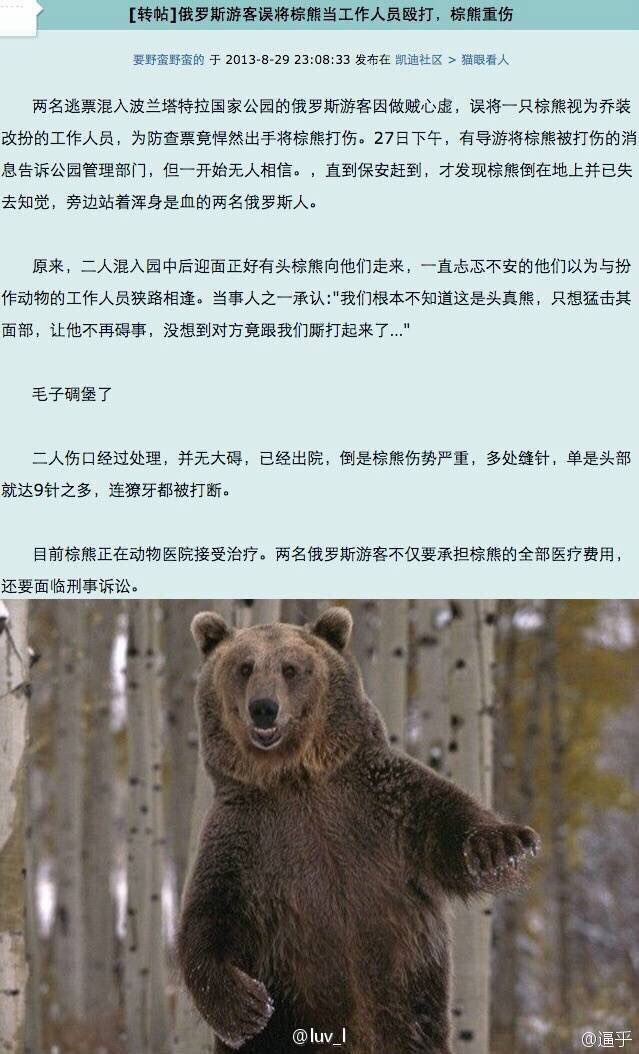 [转帖]俄罗斯游客误将棕熊当工作人员殴打，棕熊重伤
要野蛮野蛮的 于 2013-8-29 23:08:33 发布在 凯迪社区 > 猫眼看人
两名逃票混入波兰塔特拉国家公园的俄罗斯游客因做贼心虚，误将一只棕熊视为乔装
改扮的工作人员，为防查票竟悍然出手将棕熊打伤。27日下午，有导游将棕熊被打伤的消
息告诉公园管理部门，但一开始无人相信。，直到保安赶到，才发现棕熊倒在地上并已失
去知觉，旁边站着浑身是血的两名俄罗斯人。
原来，二人混入园中后迎面正好有头棕熊向他们走来，一直忐忑不安的他们以为与扮
作动物的工作人员狭路相逢。当事人之一承认:"我们根本不知道这是头真熊，只想猛击其
面部，让他不再碍事，没想到对方竟跟我们厮打起来了..."
毛子碉堡了
二人伤口经过处理，并无大碍，已经出院，倒是棕熊伤势严重，多处缝针，单是头部
就达9针之多，连獠牙都被打断。
目前棕熊正在动物医院接受治疗。两名俄罗斯游客不仅要承担棕熊的全部医疗费用，
还要面临刑事诉讼。
@luv_l
@逼乎